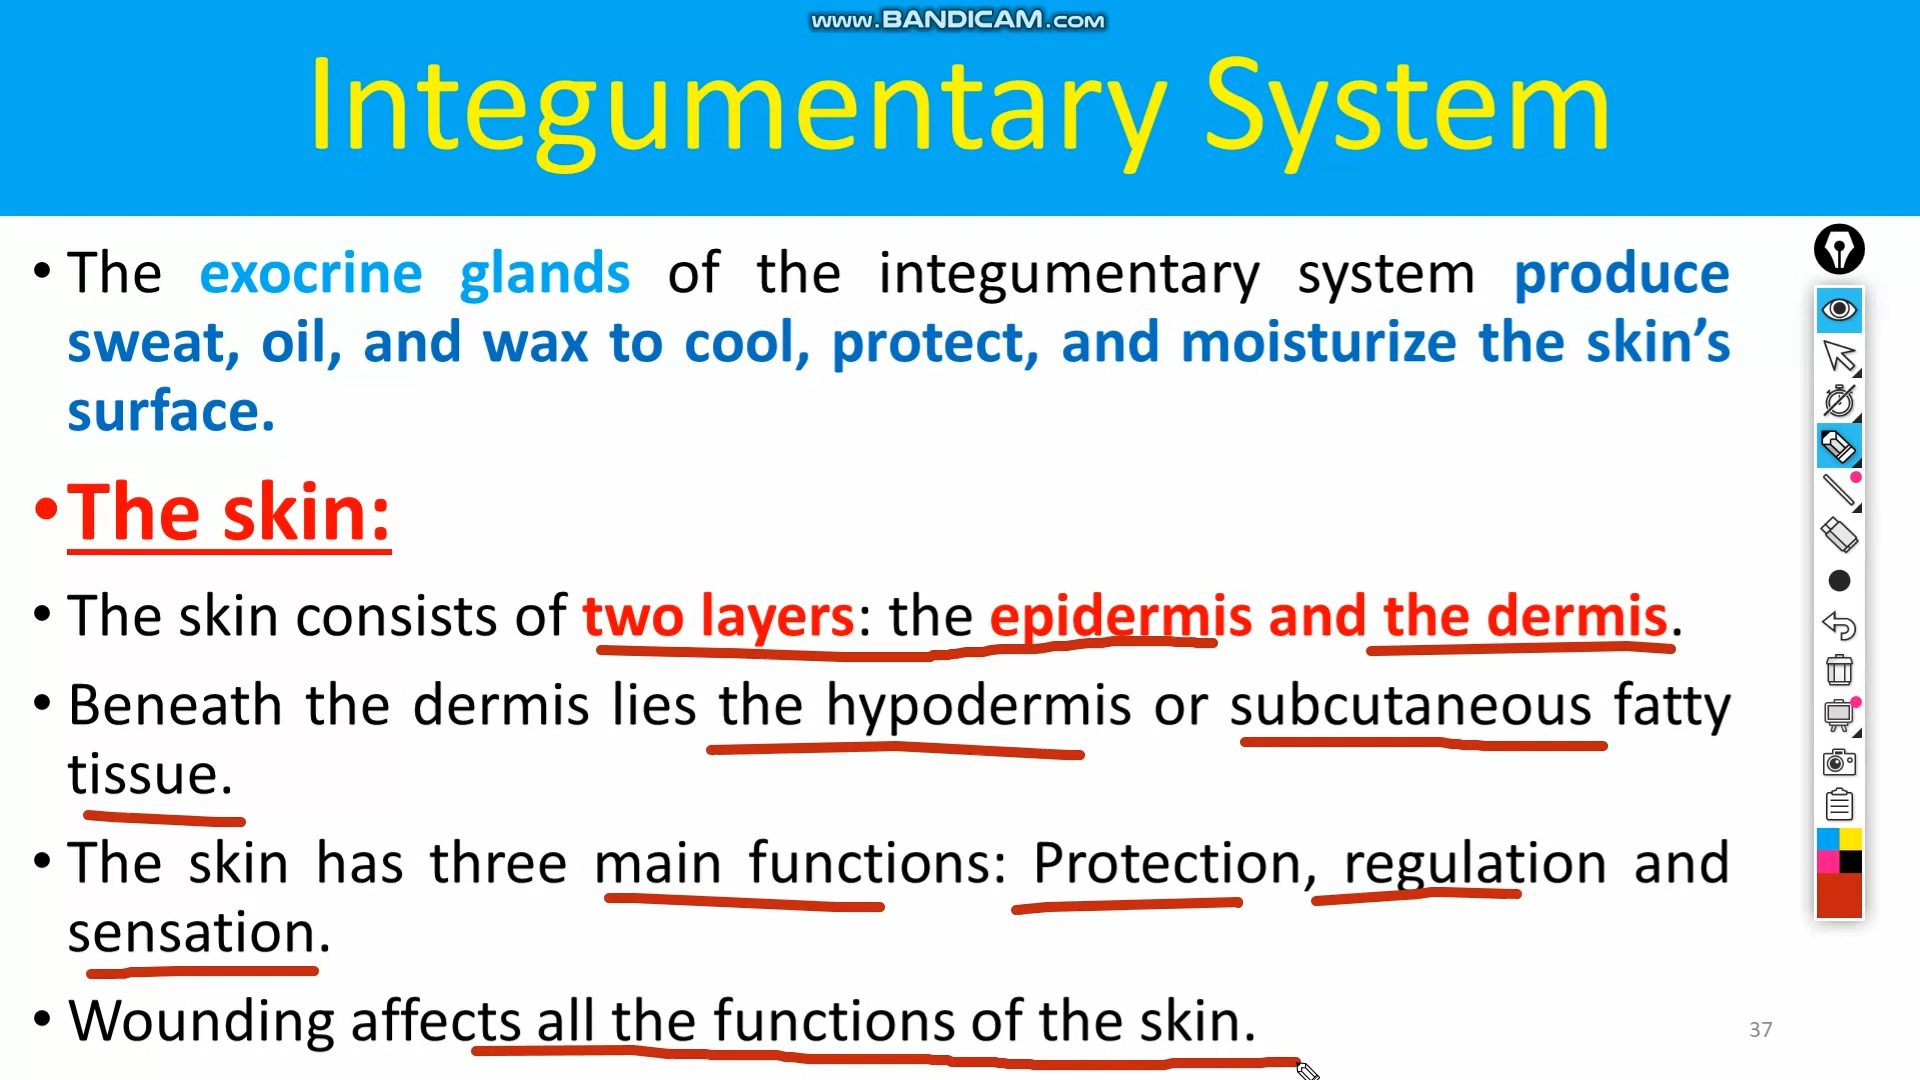 www.BANDICAM.com
Integumentary System
• The exocrine glands of the integumentary system produce
sweat, oil, and wax to cool, protect, and moisturize the skin’s
surface.
• The skin:
• The skin consists of two layers: the epidermis and the dermis.
• Beneath the dermis lies the hypodermis or subcutaneous fatty
tissue.
• The skin has three main functions: Protection, regulation and
sensation.
• Wounding affects all the functions of the skin.
37